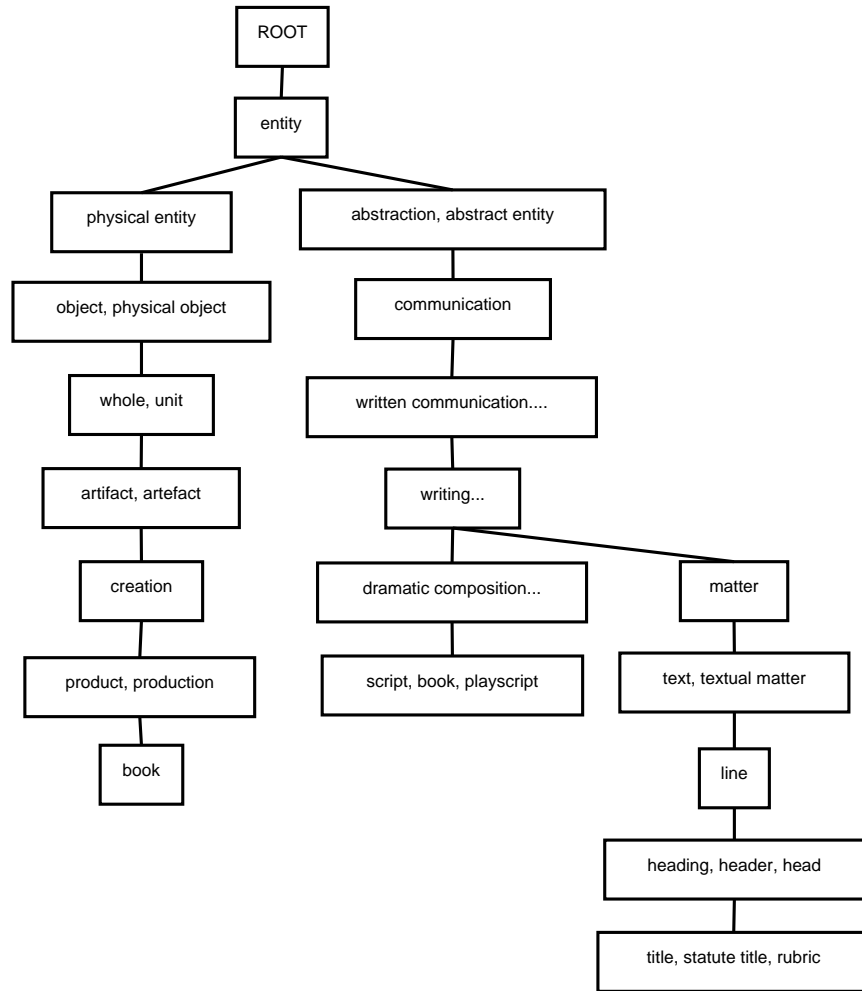 ROOT
entity
physical entity
abstraction, abstract entity
object, physical object
communication
whole, unit
written communication....
artifact, artefact
writing...
creation
dramatic composition...
matter
product, production
script, book, playscript
text, textual matter
book
line
heading, header, head
title, statute title, rubric